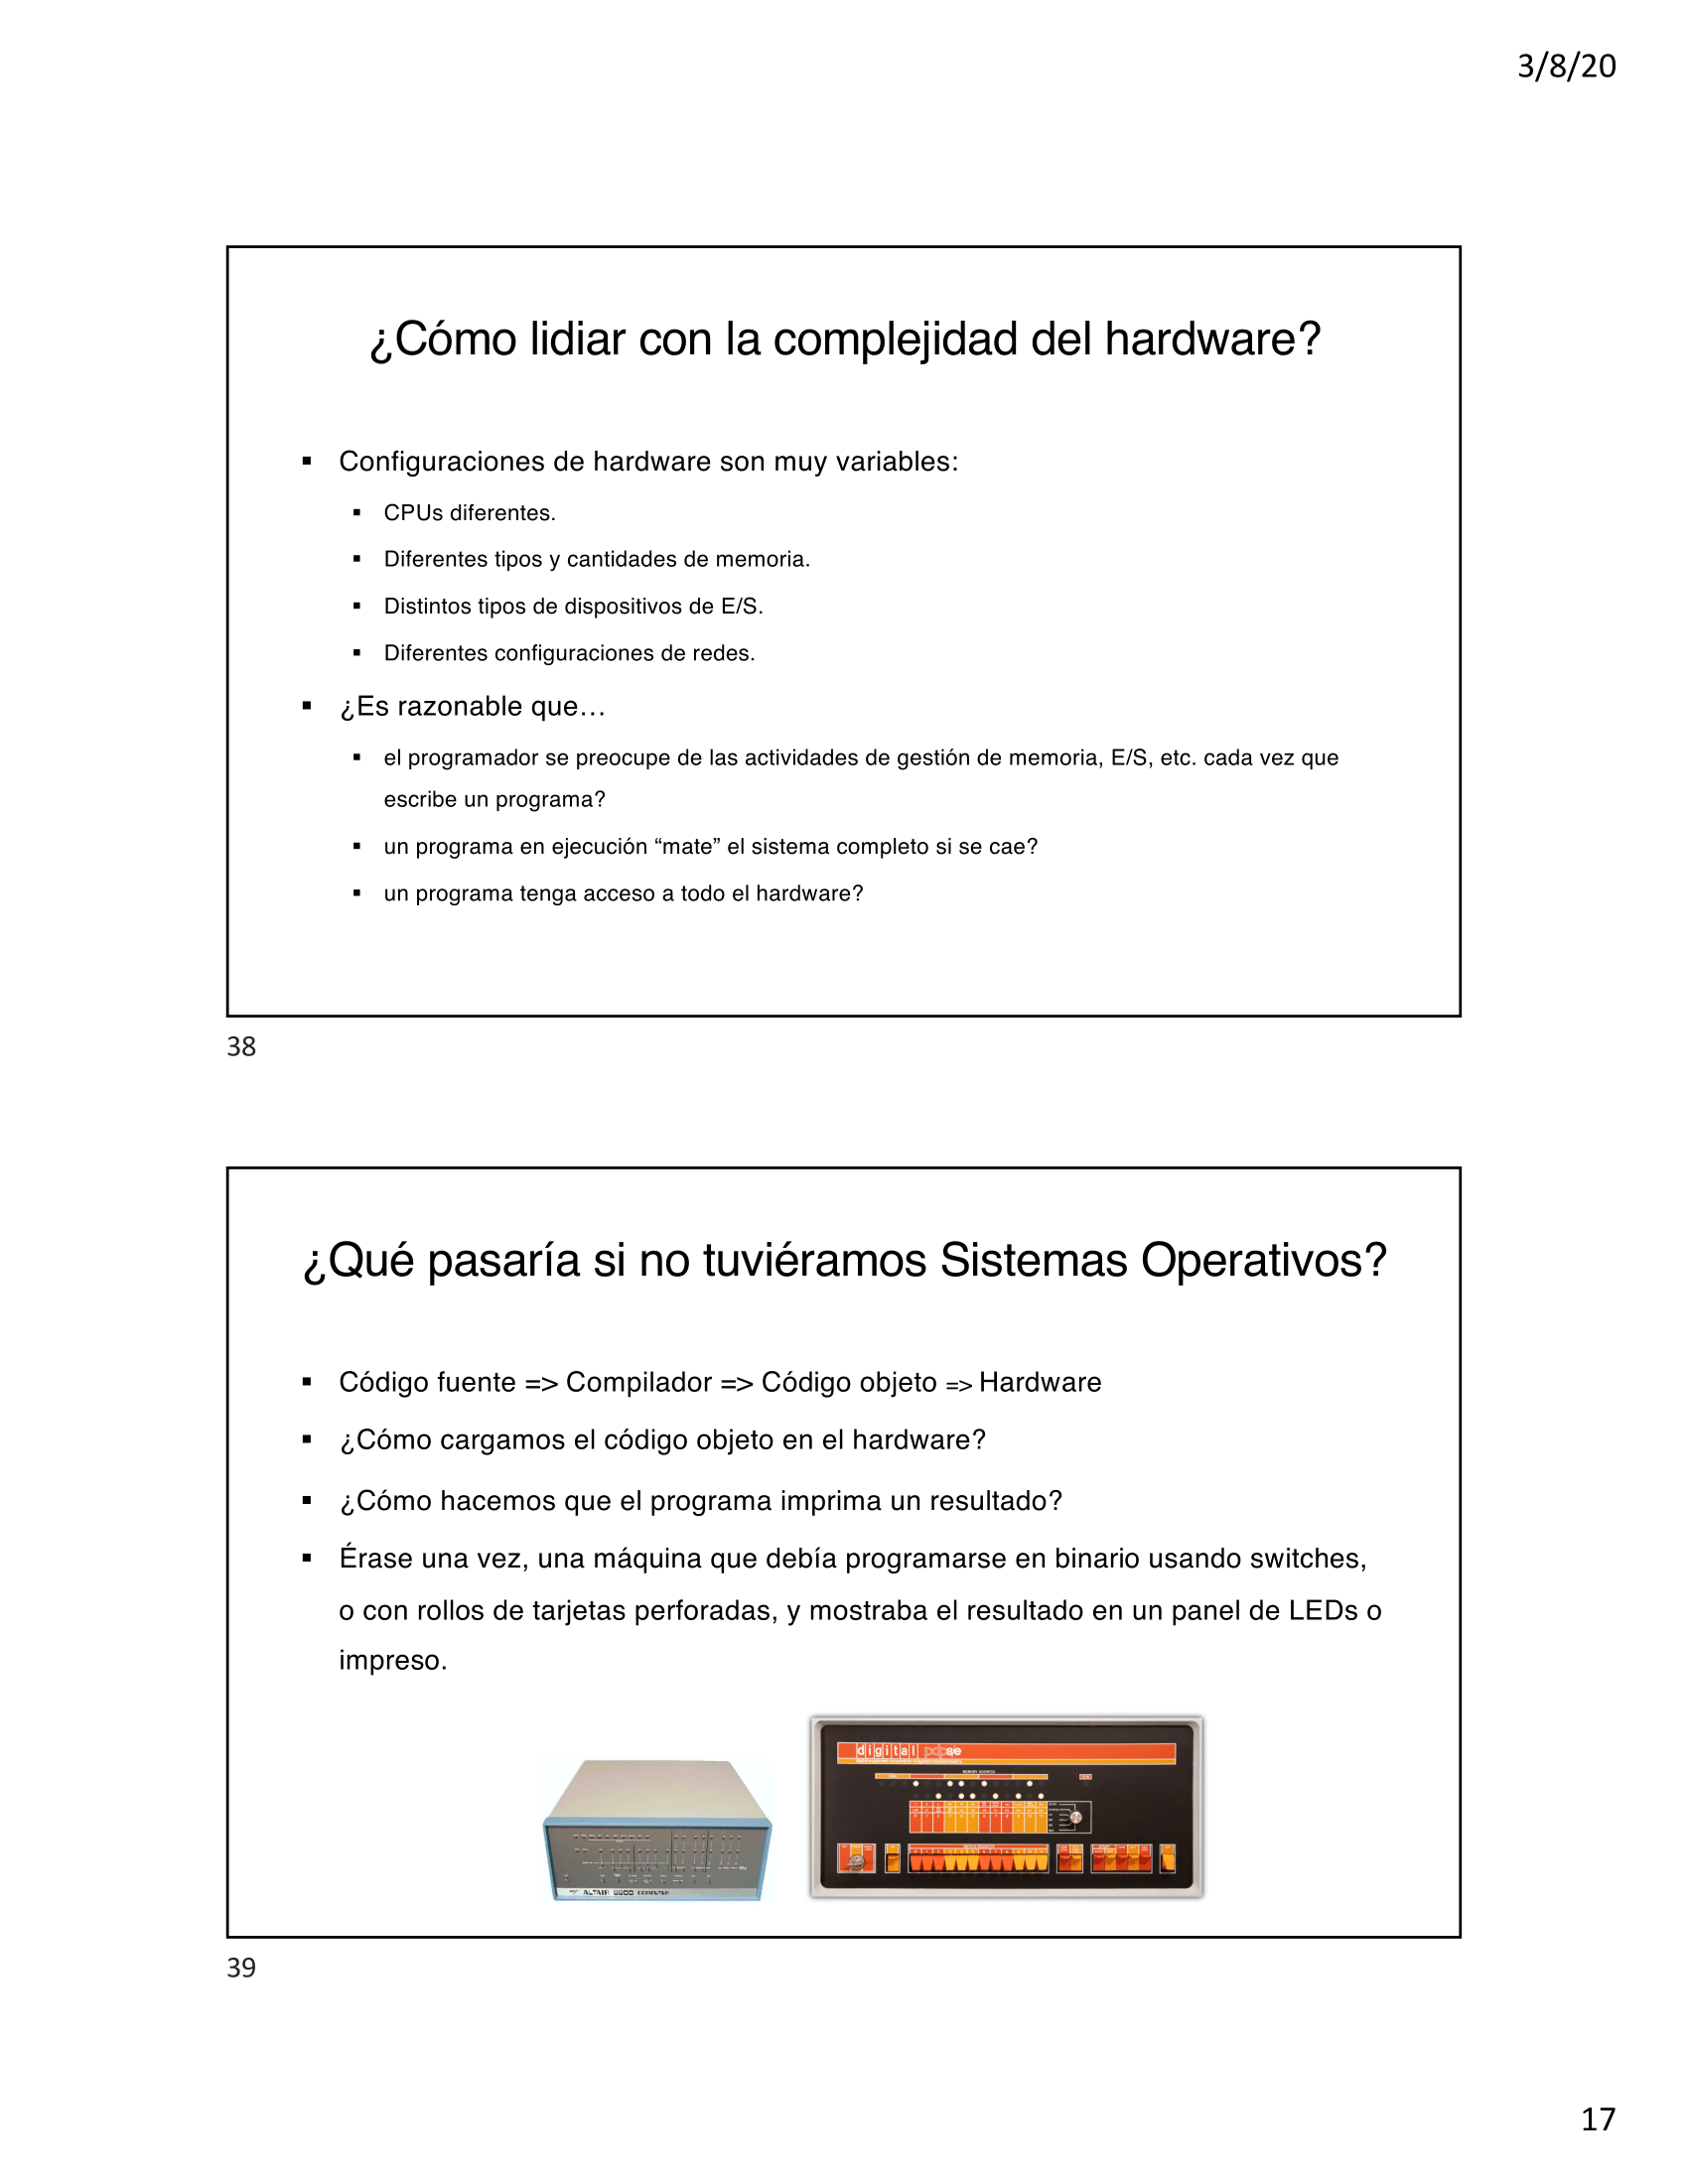 3/8/20
¿Cómo lidiar con la complejidad del hardware?
▪ Configuraciones de hardware son muy variables:
▪ CPUs diferentes.
▪ Diferentes tipos y cantidades de memoria.
▪ Distintos tipos de dispositivos de E/S.
▪ Diferentes configuraciones de redes.
▪ ¿Es razonable que…
▪ el programador se preocupe de las actividades de gestión de memoria, E/S, etc. cada vez que
escribe un programa?
▪ un programa en ejecución “mate” el sistema completo si se cae?
▪ un programa tenga acceso a todo el hardware?
38
¿Qué pasaría si no tuviéramos Sistemas Operativos?
▪ Código fuente => Compilador => Código objeto => Hardware
▪ ¿Cómo cargamos el código objeto en el hardware?
▪ ¿Cómo hacemos que el programa imprima un resultado?
▪ Érase una vez, una máquina que debía programarse en binario usando switches,
o con rollos de tarjetas perforadas, y mostraba el resultado en un panel de LEDs o
impreso.
digital
MEMORY ADDRESS
ALTAIR 8800 COMPUTER
39
17